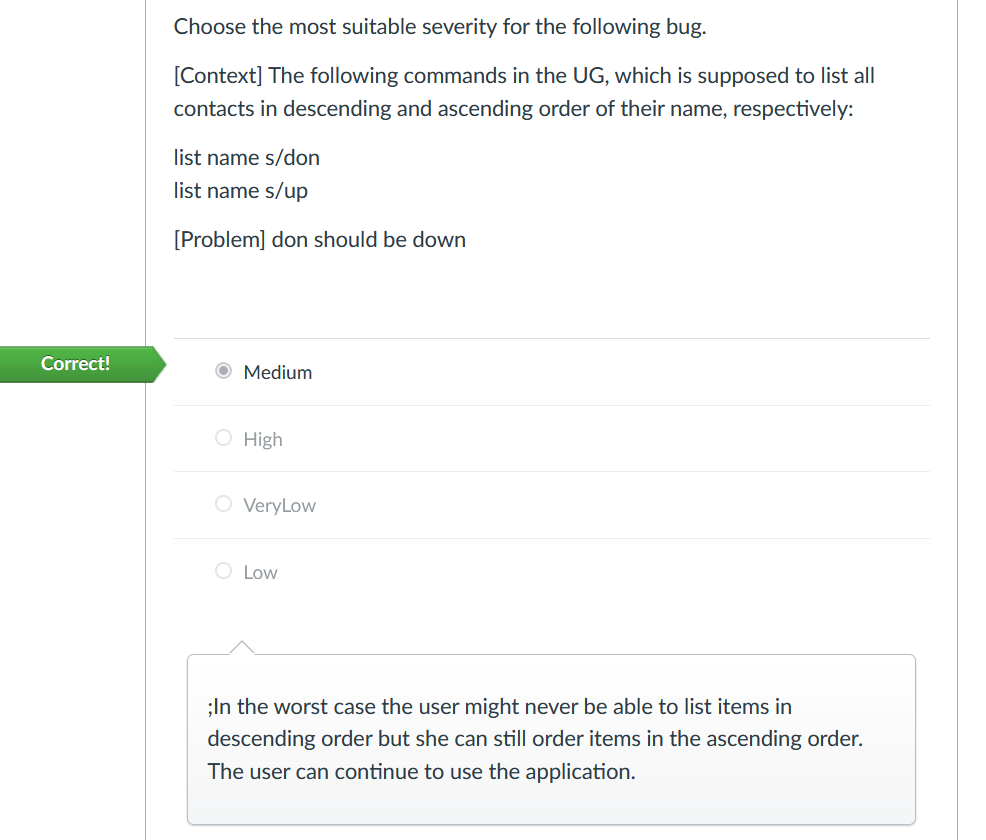 Choose the most suitable severity for the following bug.
[Context] The following commands in the UG, which is supposed to list all
contacts in descending and ascending order of their name, respectively:
list name s/don
list name s/up
[Problem] don should be down
Correct!
Medium
High
VeryLow
Low
;In the worst case the user might never be able to list items in
descending order but she can still order items in the ascending order.
The user can continue to use the application.